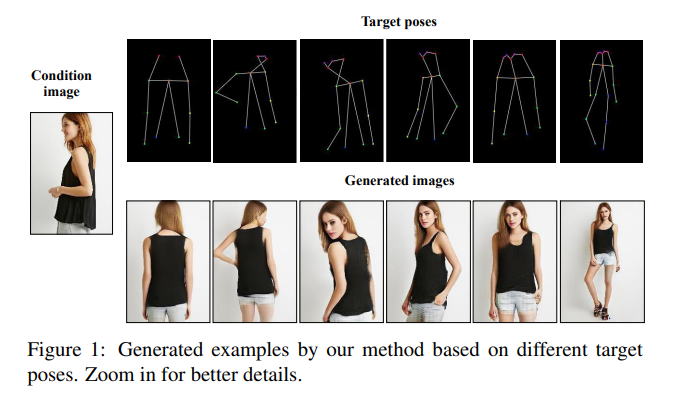 Target poses
Condition
image
Generated images
Figure 1: Generated examples by our method based on different target
poses. Zoom in for better details.